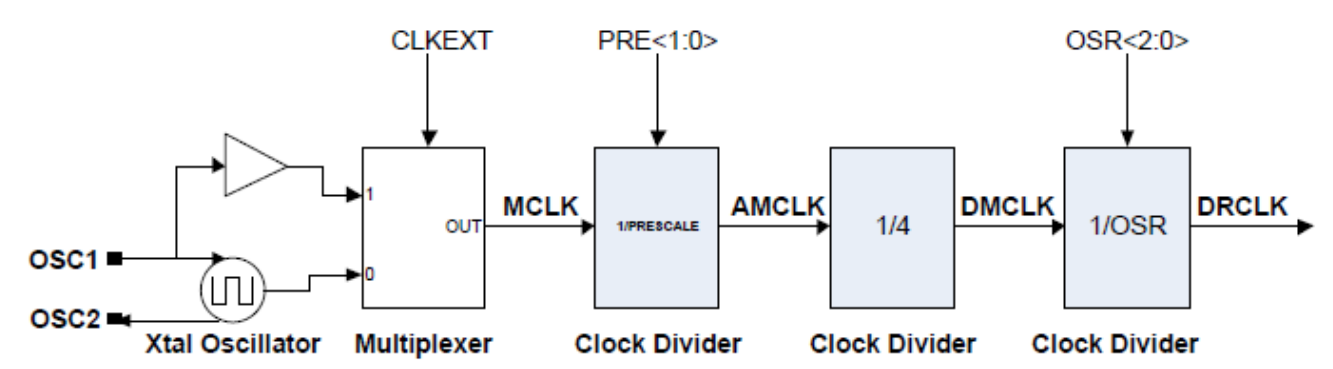 CLKEXT
PRE<1:0>
OSR<2:0>
1
OUT
0
MCLK
1/PRESCALE
AMCLK
1/4
DMCLK
1/OSR
DRCLK
OSC1
OSC2
Xtal Oscillator
Multiplexer
Clock Divider
Clock Divider
Clock Divider